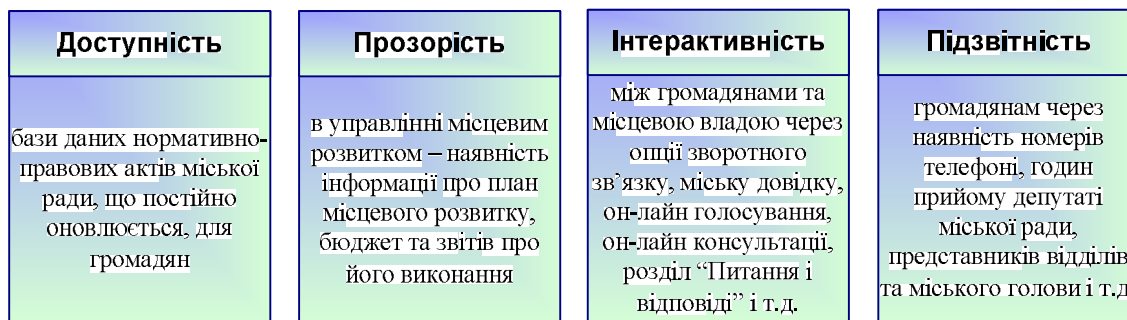 Доступність
бази даних нормативно-
правових актів міської
ради, що постійно
оновлюється, для
громадян
Прозорість
в управлінні місцевим
розвитком – наявність
інформації про план
місцевого розвитку,
бюджет та звітів про
його виконання
Інтерактивність
між громадянами та
місцевою владою через
опції зворотного
зв’язку, міську довідку,
он-лайн голосування,
он-лайн консультації,
розділ “Питання і
відповіді” і т.д.
Підзвітність
громадянам через
наявність номерів
телефоні, годин
прийому депутаті
міської ради,
представників відділів
та міського голови і т.д